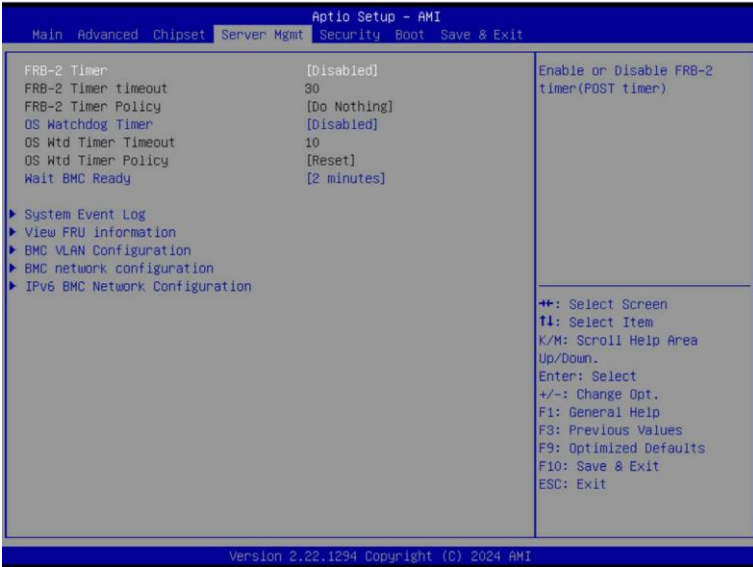 Aptio Setup – AMI
Main Advanced Chipset Server Mgmt Security Boot Save & Exit
FRB-2 Timer [Disabled]
FRB-2 Timer timeout 30
FRB-2 Timer Policy [Do Nothing]
OS Watchdog Timer [Disabled]
OS Wtd Timer Timeout 10
OS Wtd Timer Policy [Reset]
Wait BMC Ready [2 minutes]
System Event Log
View FRU information
BMC VLAN Configuration
BMC network configuration
IPv6 BMC Network Configuration
Enable or Disable FRB-2
timer(POST timer)
→←: Select Screen
↑↓: Select Item
K/M: Scroll Help Area
Up/Down.
Enter: Select
+/-: Change Opt.
F1: General Help
F3: Previous Values
F9: Optimized Defaults
F10: Save & Exit
ESC: Exit
Version 2.22.1294 Copyright (C) 2024 AMI